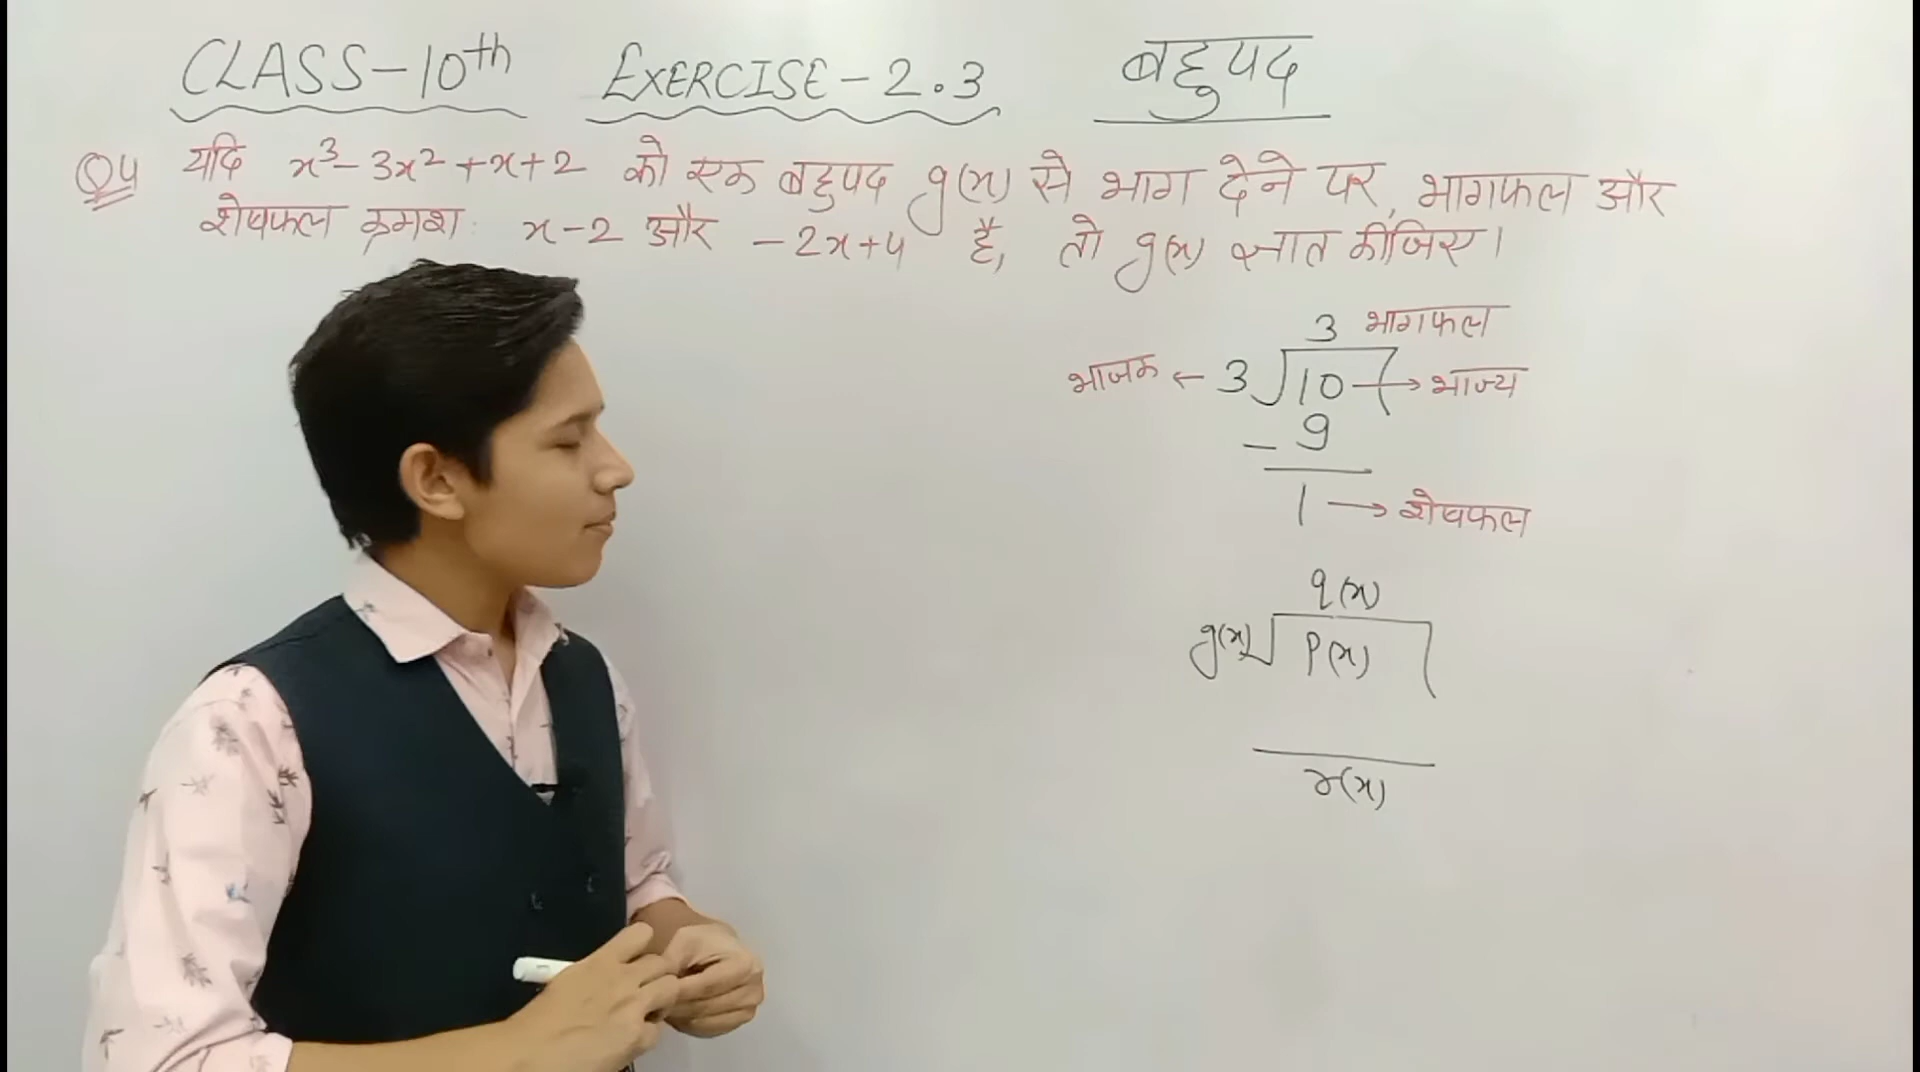 CLASS-10th EXERCISE-2.3 बहुपद
Q4 यदि x³-3x²+x+2 को एक बहुपद g(x) से भाग देने पर, भागफल और
शेषफल क्रमश: x-2 और -2x+4 है, तो g(x) ज्ञात कीजिए।
3 भागफल
भाजक ← 3 10 → भाज्य
- 9
1 → शेषफल
q(x)
g(x) P(x)
r(x)